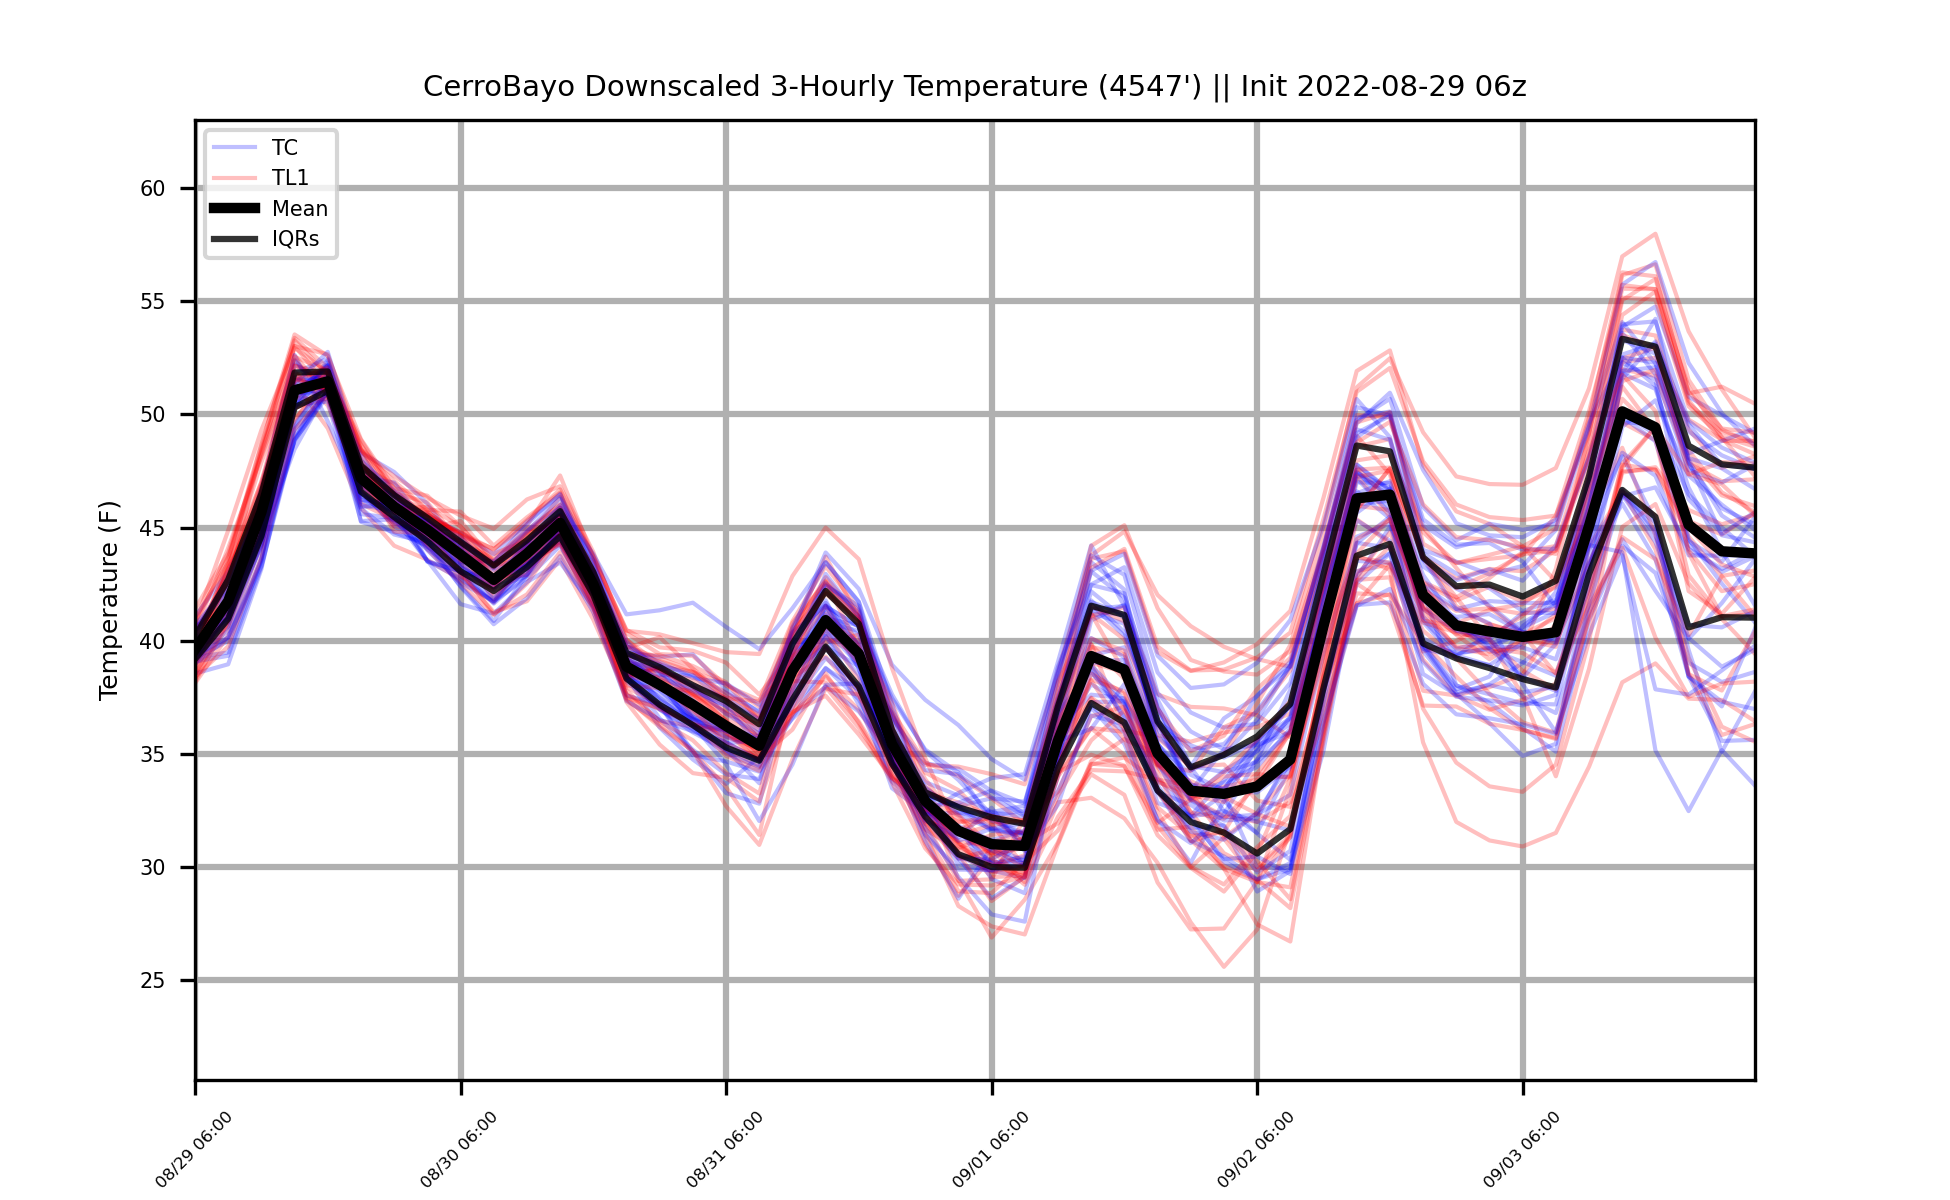 CerroBayo Downscaled 3-Hourly Temperature (4547') || Init 2022-08-29 06z
TC
TL1
Mean
IQRs
Temperature (F)
60
55
50
45
40
35
30
25
08/29 06:00
08/30 06:00
08/31 06:00
09/01 06:00
09/02 06:00
09/03 06:00